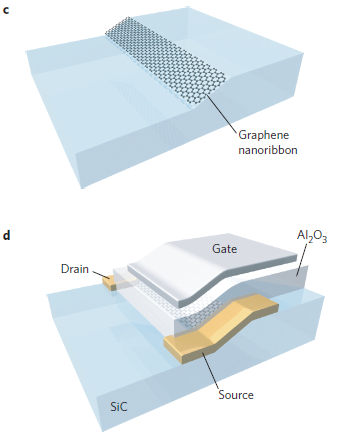 c
Graphene
nanoribbon
d
Gate
Al₂O₃
Drain
Source
SiC